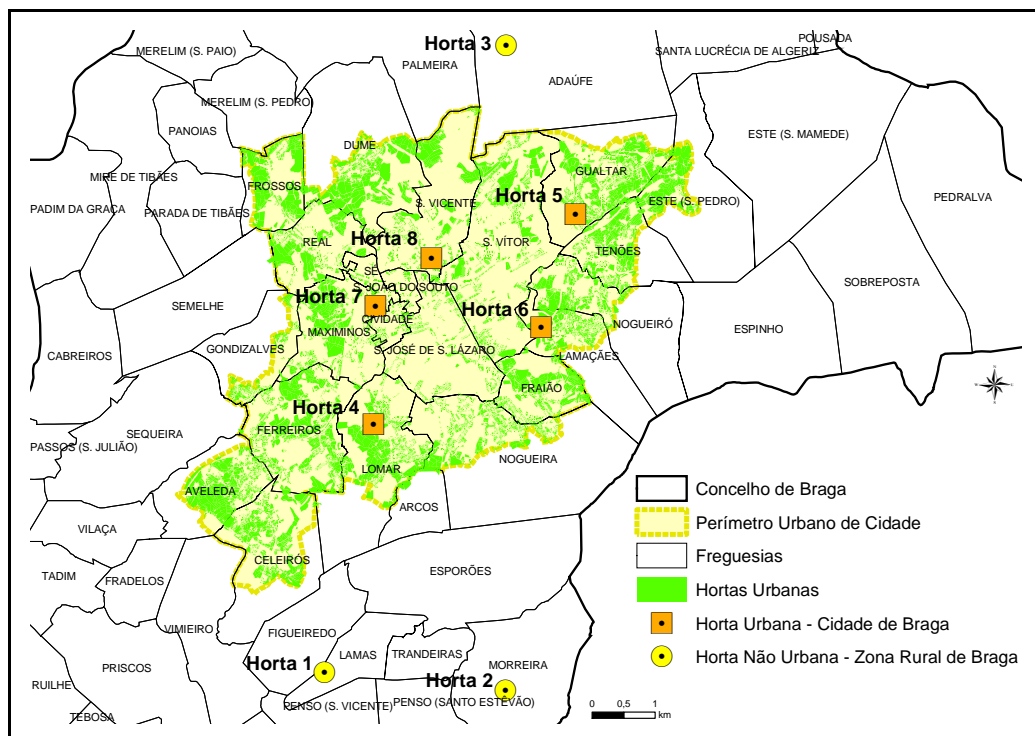 MERELIM (S. PAIO)
Horta 3
PALMEIRA
POUSADA
SANTA LUCRÉCIA DE ALGERIZ
ADAÚFE
MERELIM (S. PEDRO)
PANOIAS
DUME
ESTE (S. MAMEDE)
MIRE DE TIBÃES
FROSSOS
GUALTAR
PADIM DA GRAÇA
PARADA DE TIBÃES
S. VICENTE
Horta 5
ESTE (S. PEDRO)
PEDRALVA
REAL
Horta 8
S. VÍTOR
TENÕES
SÉ
S. JOÃO DO SOUTO
SOBREPOSTA
SEMELHE
Horta 7
CIVIDADE
Horta 6
NOGUEIRÓ
ESPINHO
MAXIMINOS
GONDIZALVES
S. JOSÉ DE S. LÁZARO
LAMAÇÃES
CABREIROS
FRAIÃO
Horta 4
SEQUEIRA
FERREIROS
PASSOS (S. JULIÃO)
NOGUEIRA
LOMAR
AVELEDA
ARCOS
VILAÇA
CELEIRÓS
ESPORÕES
TADIM
FRADELOS
VIMIEIRO
FIGUEIREDO
LAMAS
TRANDEIRAS
MORREIRA
PRISCOS
Horta 1
Horta 2
RUILHE
PENSO (S. VICENTE)
PENSO (SANTO ESTÊVÃO)
TEBOSA
Concelho de Braga
Perímetro Urbano de Cidade
Freguesias
Hortas Urbanas
Horta Urbana - Cidade de Braga
Horta Não Urbana - Zona Rural de Braga
0 0,5 1
km